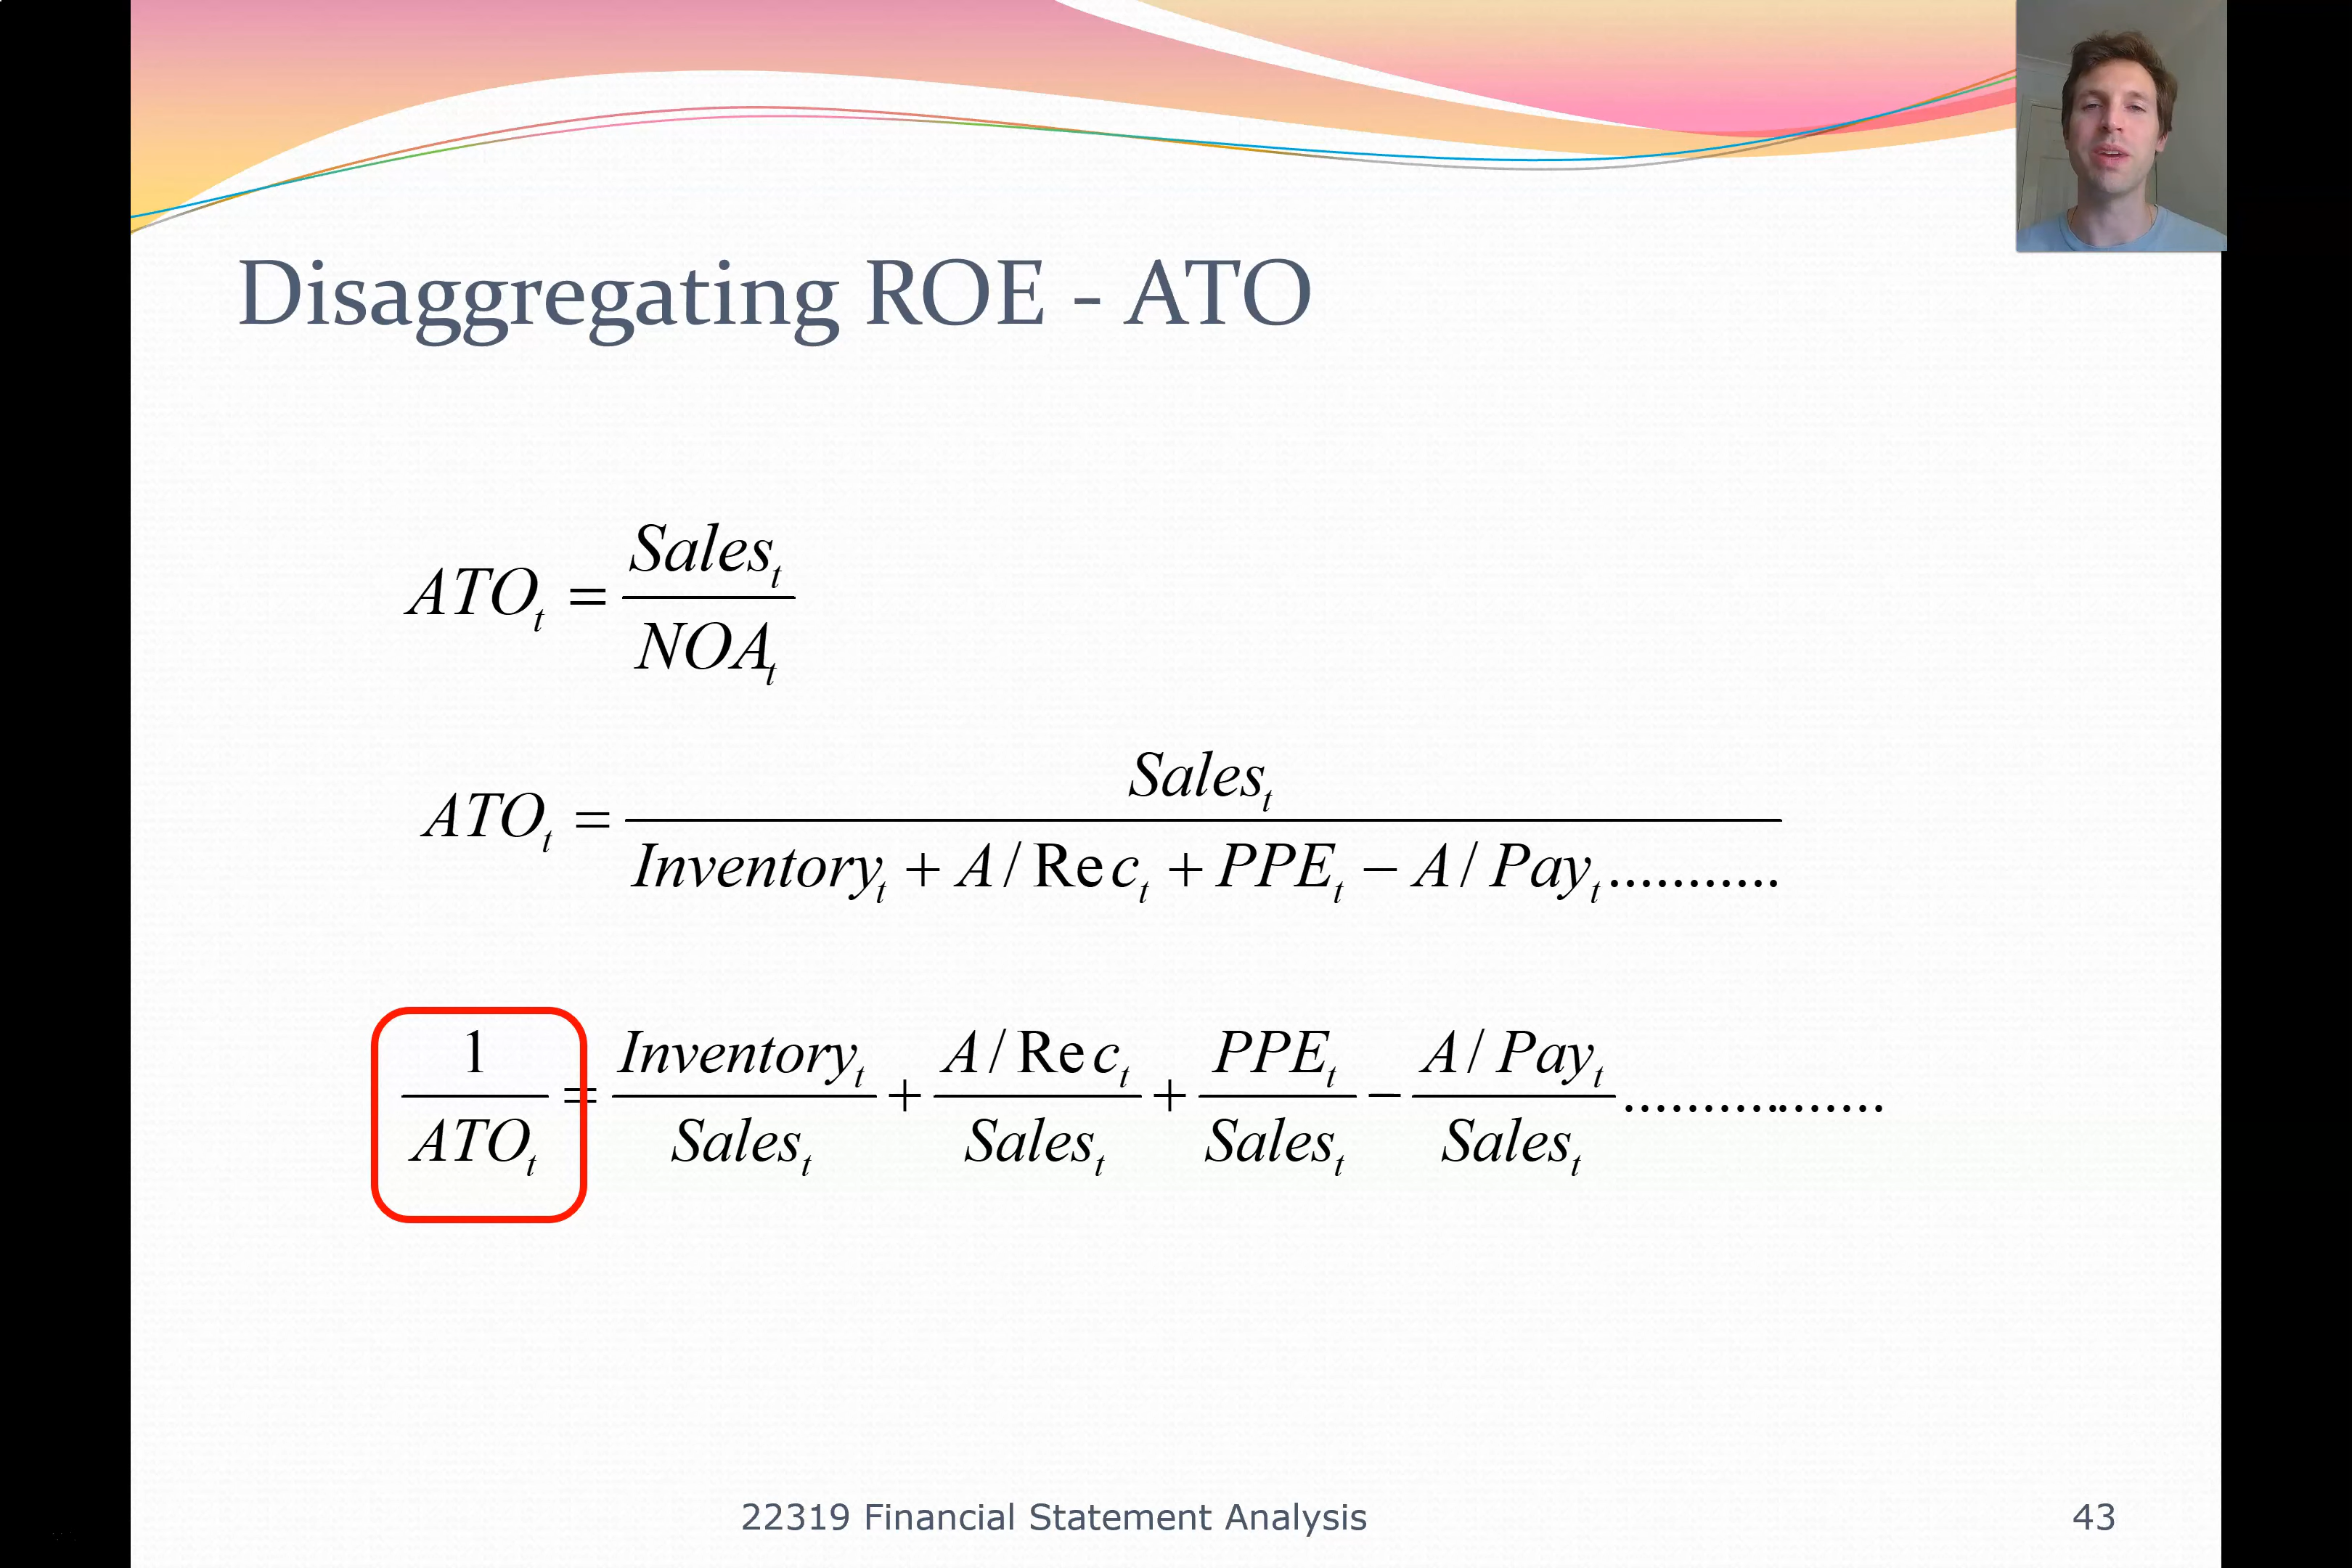 Disaggregating ROE - ATO
ATO_t = Sales_t / NOA_t
ATO_t = Sales_t / (Inventory_t + A / Rec_t + PPE_t − A / Pay_t...........)
1 / ATO_t = Inventory_t / Sales_t + A / Rec_t / Sales_t + PPE_t / Sales_t − A / Pay_t / Sales_t .................
22319 Financial Statement Analysis
43